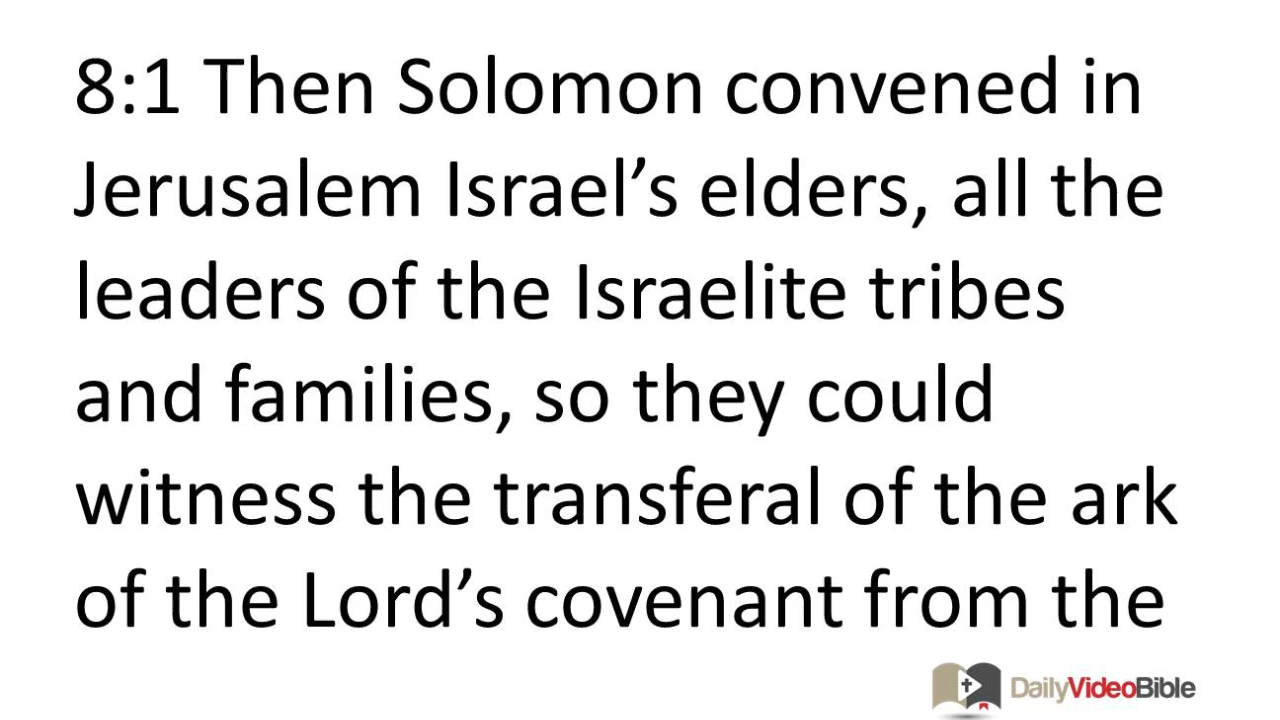 8:1 Then Solomon convened in
Jerusalem Israel’s elders, all the
leaders of the Israelite tribes
and families, so they could
witness the transferal of the ark
of the Lord’s covenant from the
DailyVideoBible